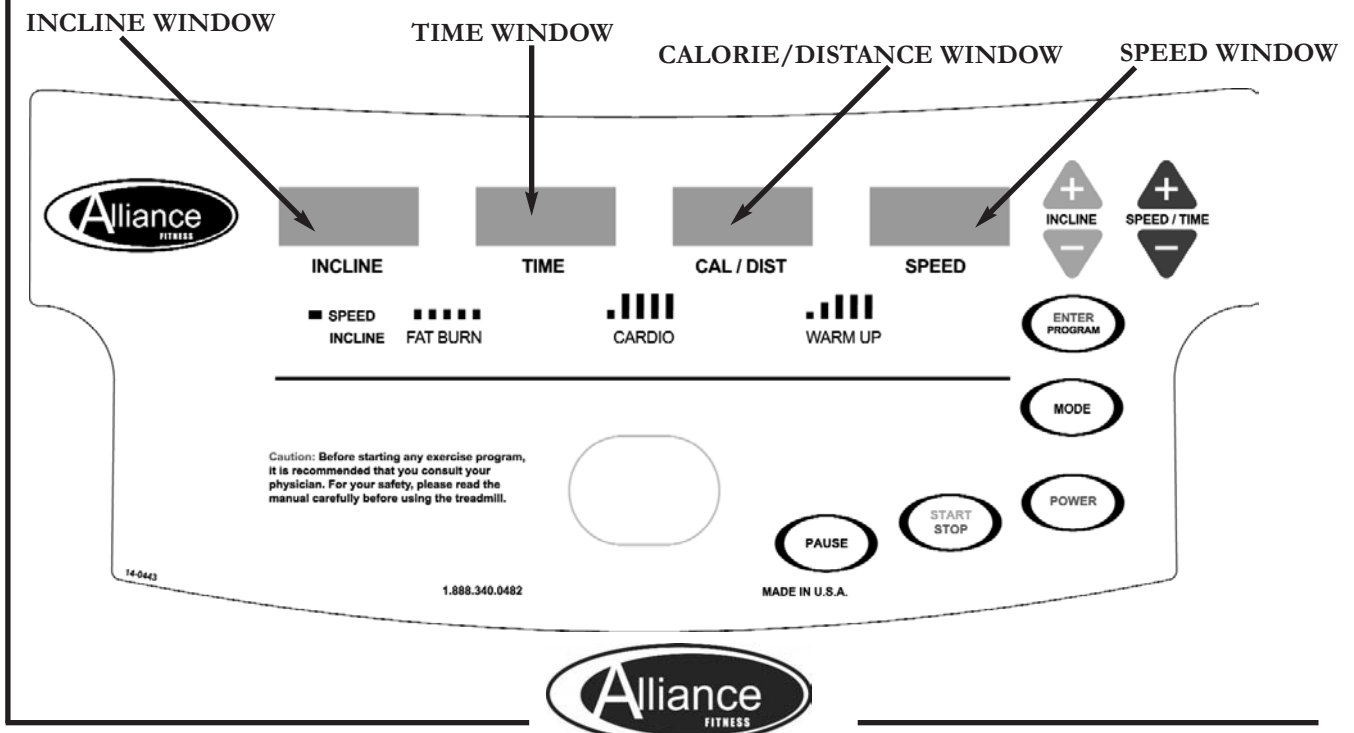 INCLINE WINDOW
TIME WINDOW
CALORIE/DISTANCE WINDOW
SPEED WINDOW
Alliance
FITNESS
INCLINE
TIME
CAL / DIST
SPEED
+
INCLINE
−
+
SPEED / TIME
−
SPEED
INCLINE
FAT BURN
CARDIO
WARM UP
ENTER
PROGRAM
MODE
POWER
Caution: Before starting any exercise program,
it is recommended that you consult your
physician. For your safety, please read the
manual carefully before using the treadmill.
START
STOP
PAUSE
14-0443
1.888.340.0482
MADE IN U.S.A.
Alliance
FITNESS